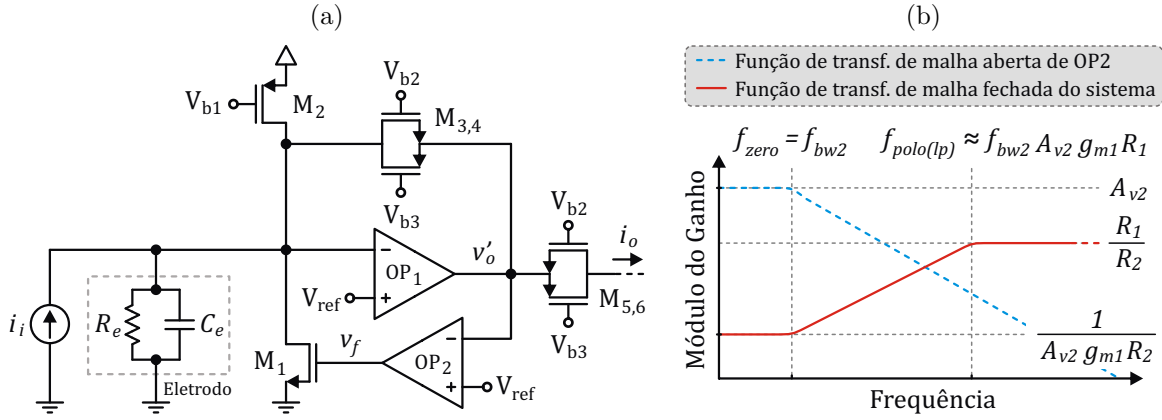 (a)
V_b1
M_2
V_b2
M_3,4
V_b3
OP_1
V_ref
v'_o
V_b2
i_o
M_5,6
V_b3
i_i
R_e
C_e
Eletrodo
M_1
v_f
OP_2
V_ref
(b)
Função de transf. de malha aberta de OP2
Função de transf. de malha fechada do sistema
f_zero = f_bw2
f_polo(lp) ≈ f_bw2 A_v2 g_m1 R_1
A_v2
R_1
R_2
1
A_v2 g_m1 R_2
Módulo do Ganho
Frequência